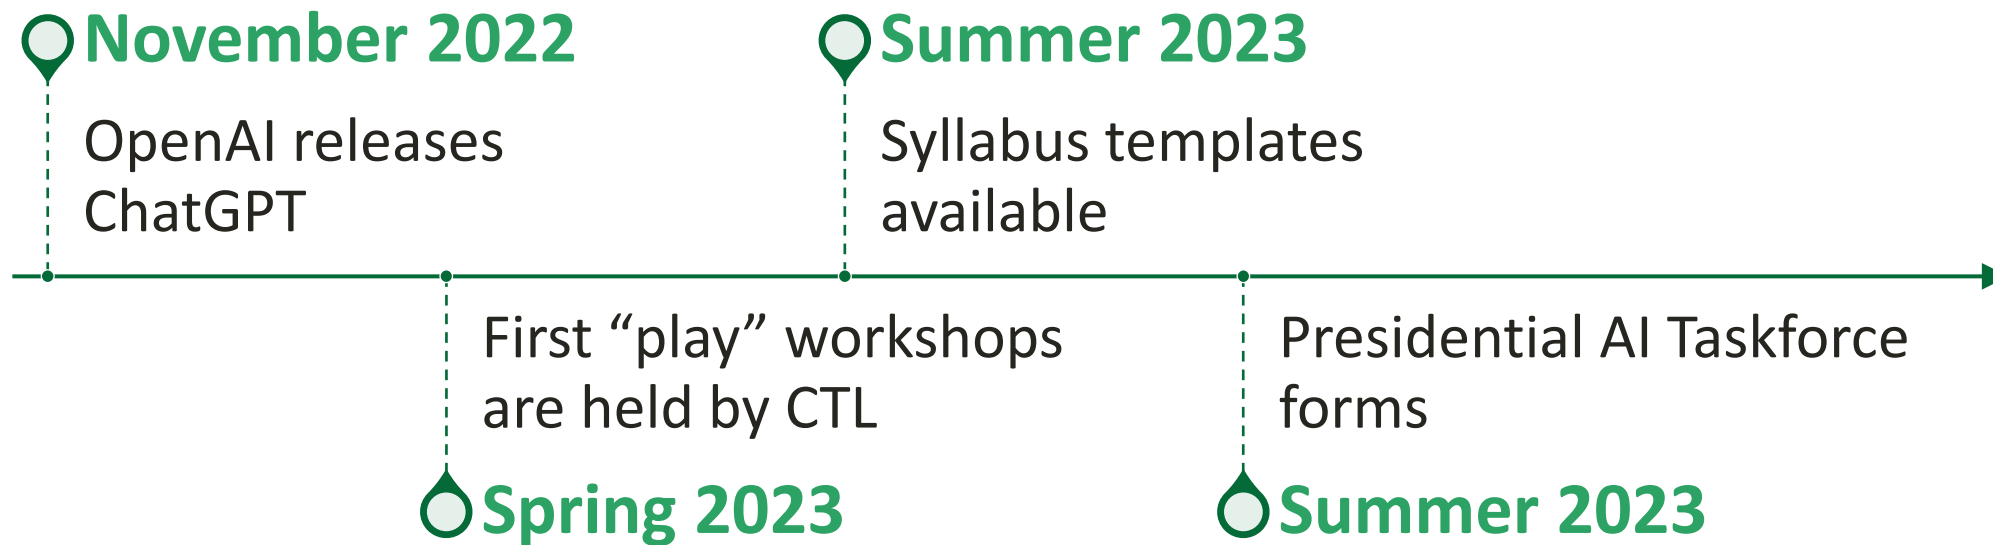 November 2022
OpenAI releases
ChatGPT
First “play” workshops
are held by CTL
Spring 2023
Summer 2023
Syllabus templates
available
Presidential AI Taskforce
forms
Summer 2023